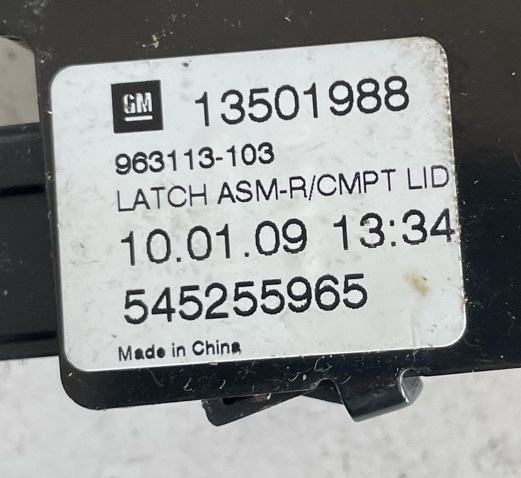 GM 13501988
963113-103
LATCH ASM-R/CMPT LID
10.01.09 13:34
545255965
Made in China